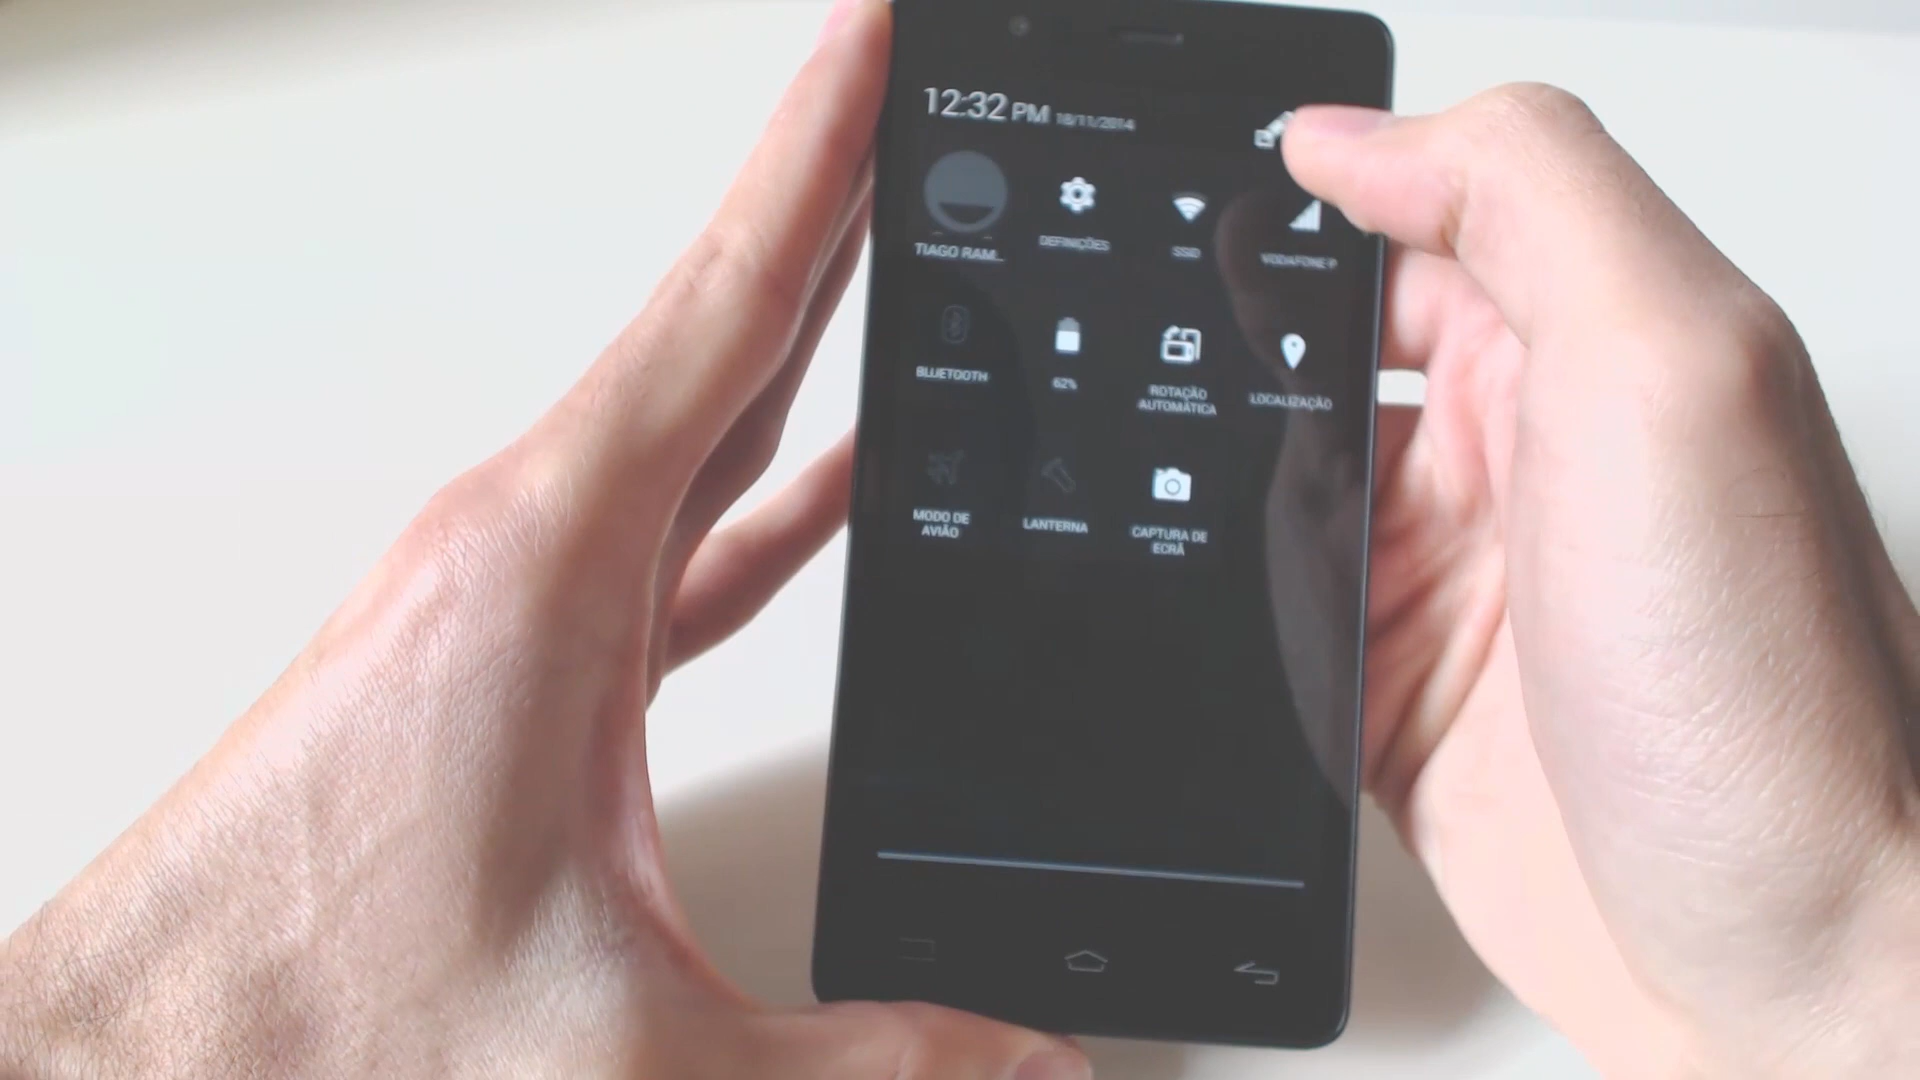 12:32 PM 18/11/2014
TIAGO RAM...
DEFINIÇÕES
SSID
VODAFONE P
BLUETOOTH
62%
ROTAÇÃO
AUTOMÁTICA
LOCALIZAÇÃO
MODO DE
AVIÃO
LANTERNA
CAPTURA DE
ECRÃ